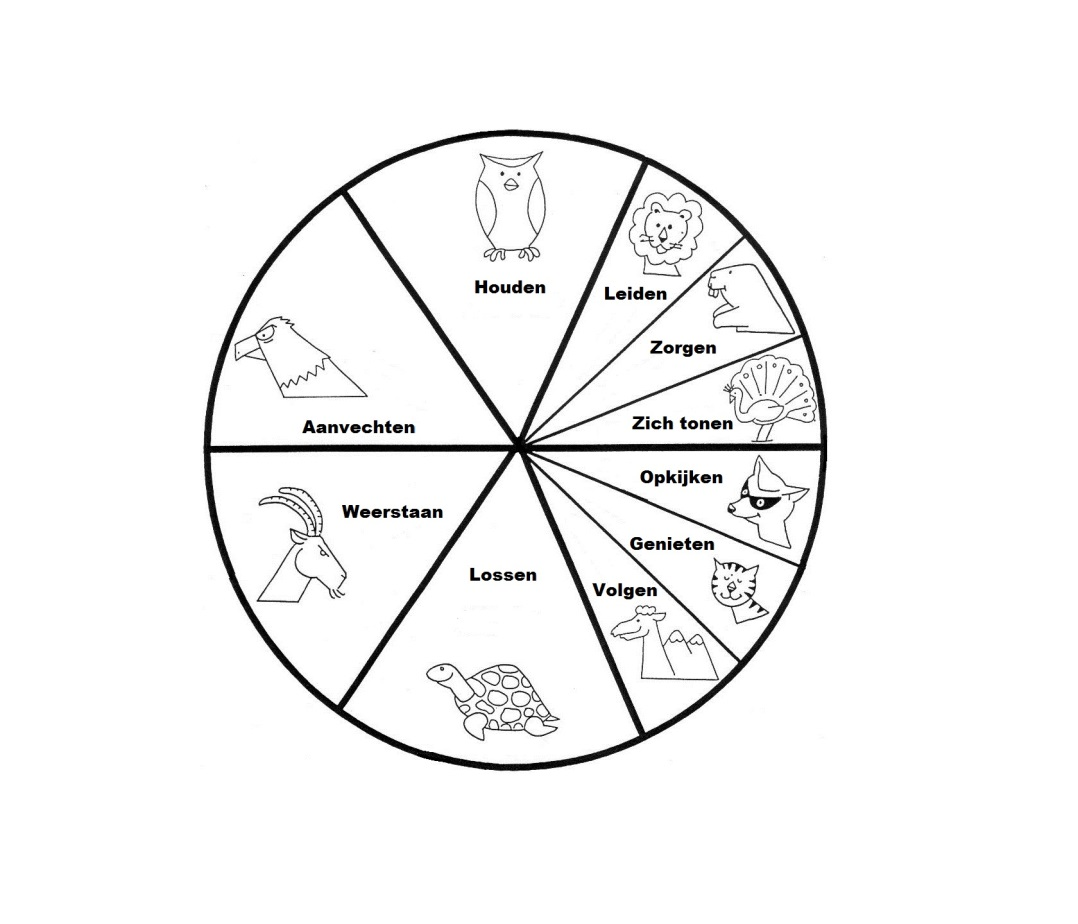 Houden
Leiden
Zorgen
Zich tonen
Aanvechten
Opkijken
Weerstaan
Genieten
Lossen
Volgen